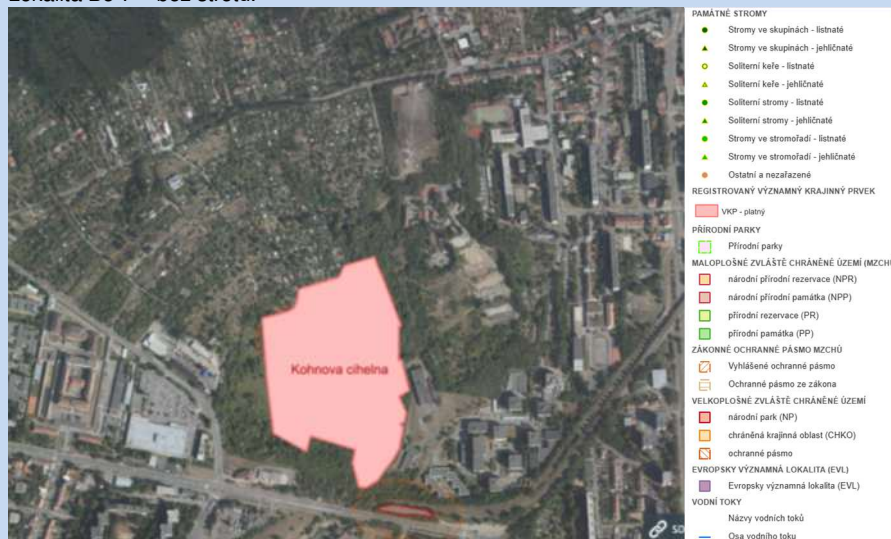 Kohnova cihelna
PAMÁTNÉ STROMY
Stromy ve skupinách - listnaté
Stromy ve skupinách - jehličnaté
Soliterní keře - listnaté
Soliterní keře - jehličnaté
Soliterní stromy - listnaté
Soliterní stromy - jehličnaté
Stromy ve stromořadí - listnaté
Stromy ve stromořadí - jehličnaté
Ostatní a nezařazené
REGISTROVANÝ VÝZNAMNÝ KRAJINNÝ PRVEK
VKP - platný
PŘÍRODNÍ PARKY
Přírodní parky
MALOPLOŠNÉ ZVLÁŠTĚ CHRÁNĚNÉ ÚZEMÍ (MZCHÚ
národní přírodní rezervace (NPR)
národní přírodní památka (NPP)
přírodní rezervace (PR)
přírodní památka (PP)
ZÁKONNÉ OCHRANNÉ PÁSMO MZCHÚ
Vyhlášené ochranné pásmo
Ochranné pásmo ze zákona
VELKOPLOŠNÉ ZVLÁŠTĚ CHRÁNĚNÉ ÚZEMÍ
národní park (NP)
chráněná krajinná oblast (CHKO)
ochranné pásmo
EVROPSKY VÝZNAMNÁ LOKALITA (EVL)
Evropsky významná lokalita (EVL)
VODNÍ TOKY
Názvy vodních toků
Osa vodního toku